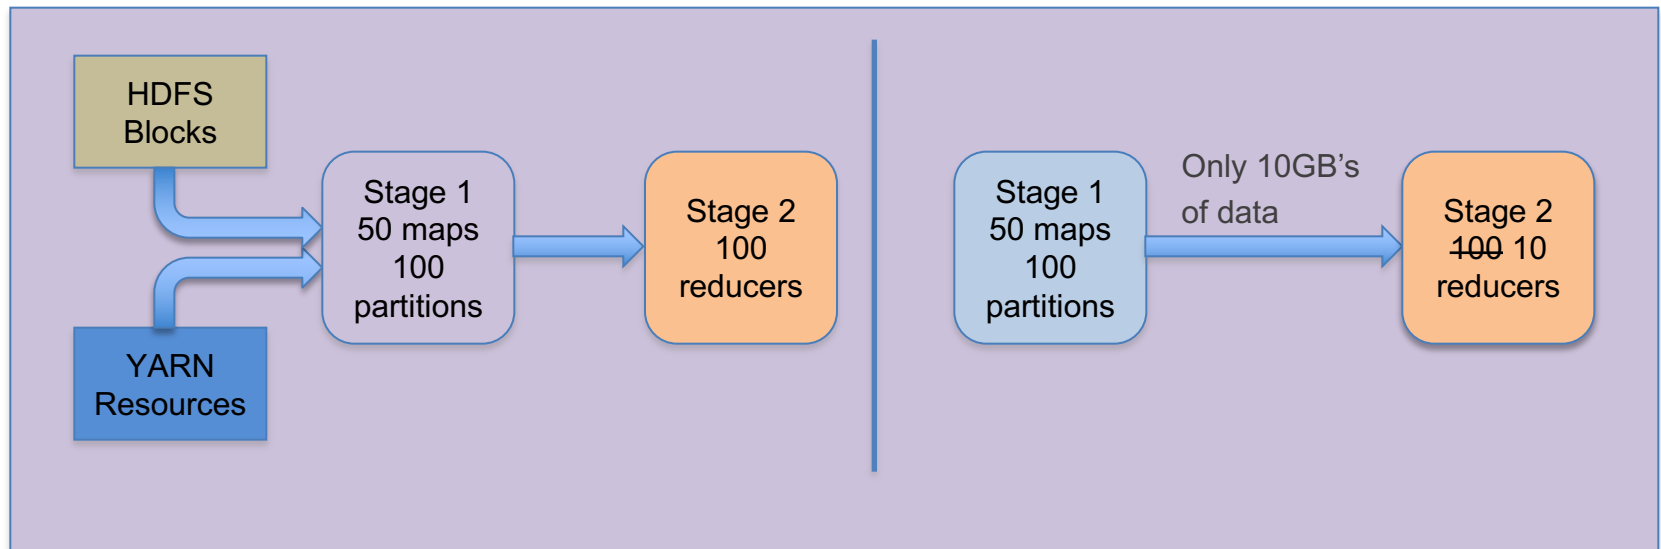 HDFS
Blocks
YARN
Resources
Stage 1
50 maps
100
partitions
Stage 2
100
reducers
Stage 1
50 maps
100
partitions
Only 10GB’s
of data
Stage 2
100 10
reducers